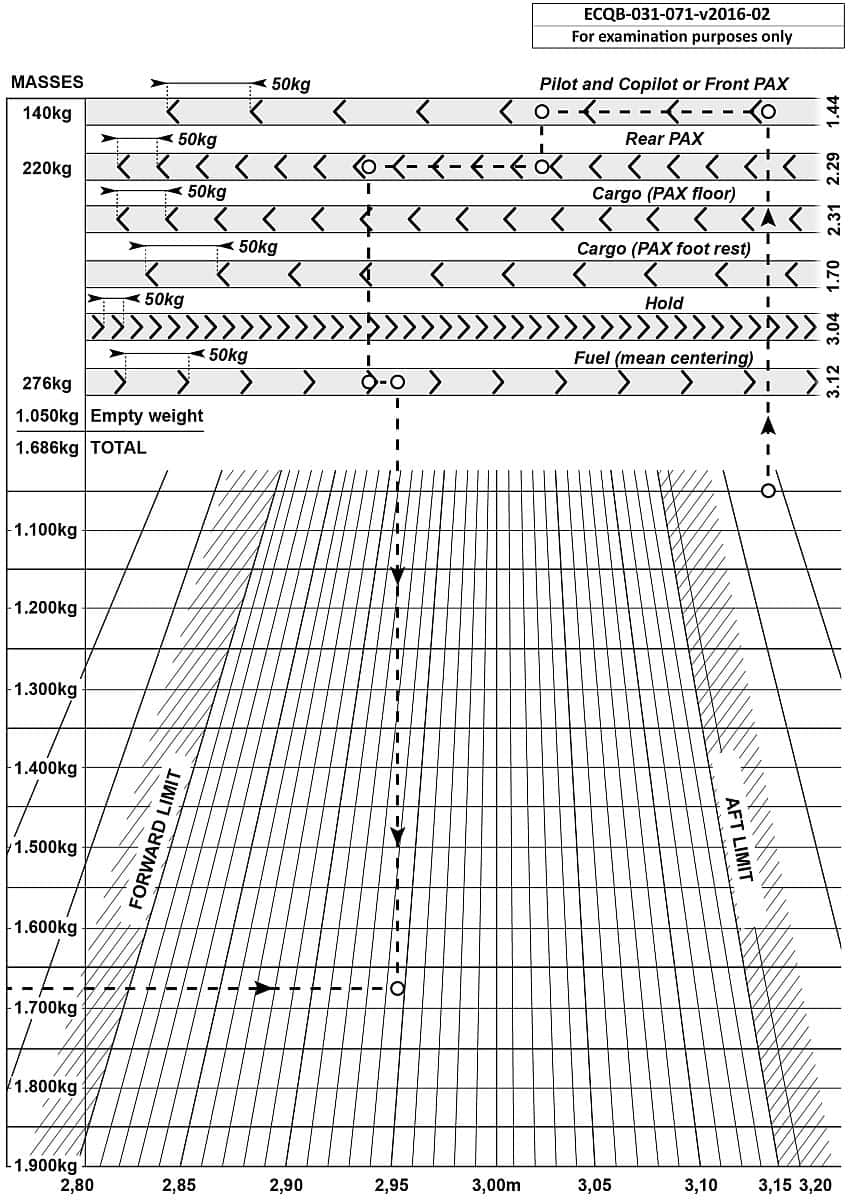 ECQB-031-071-v2016-02
For examination purposes only
MASSES
50kg
Pilot and Copilot or Front PAX
140kg
1.44
50kg
Rear PAX
220kg
2.29
50kg
Cargo (PAX floor)
2.31
50kg
Cargo (PAX foot rest)
1.70
50kg
Hold
3.04
50kg
Fuel (mean centering)
276kg
3.12
1.050kg Empty weight
1.686kg TOTAL
1.100kg
1.200kg
1.300kg
1.400kg
FORWARD LIMIT
AFT LIMIT
1.500kg
1.600kg
1.700kg
1.800kg
1.900kg
2,80 2,85 2,90 2,95 3,00m 3,05 3,10 3,15 3,20